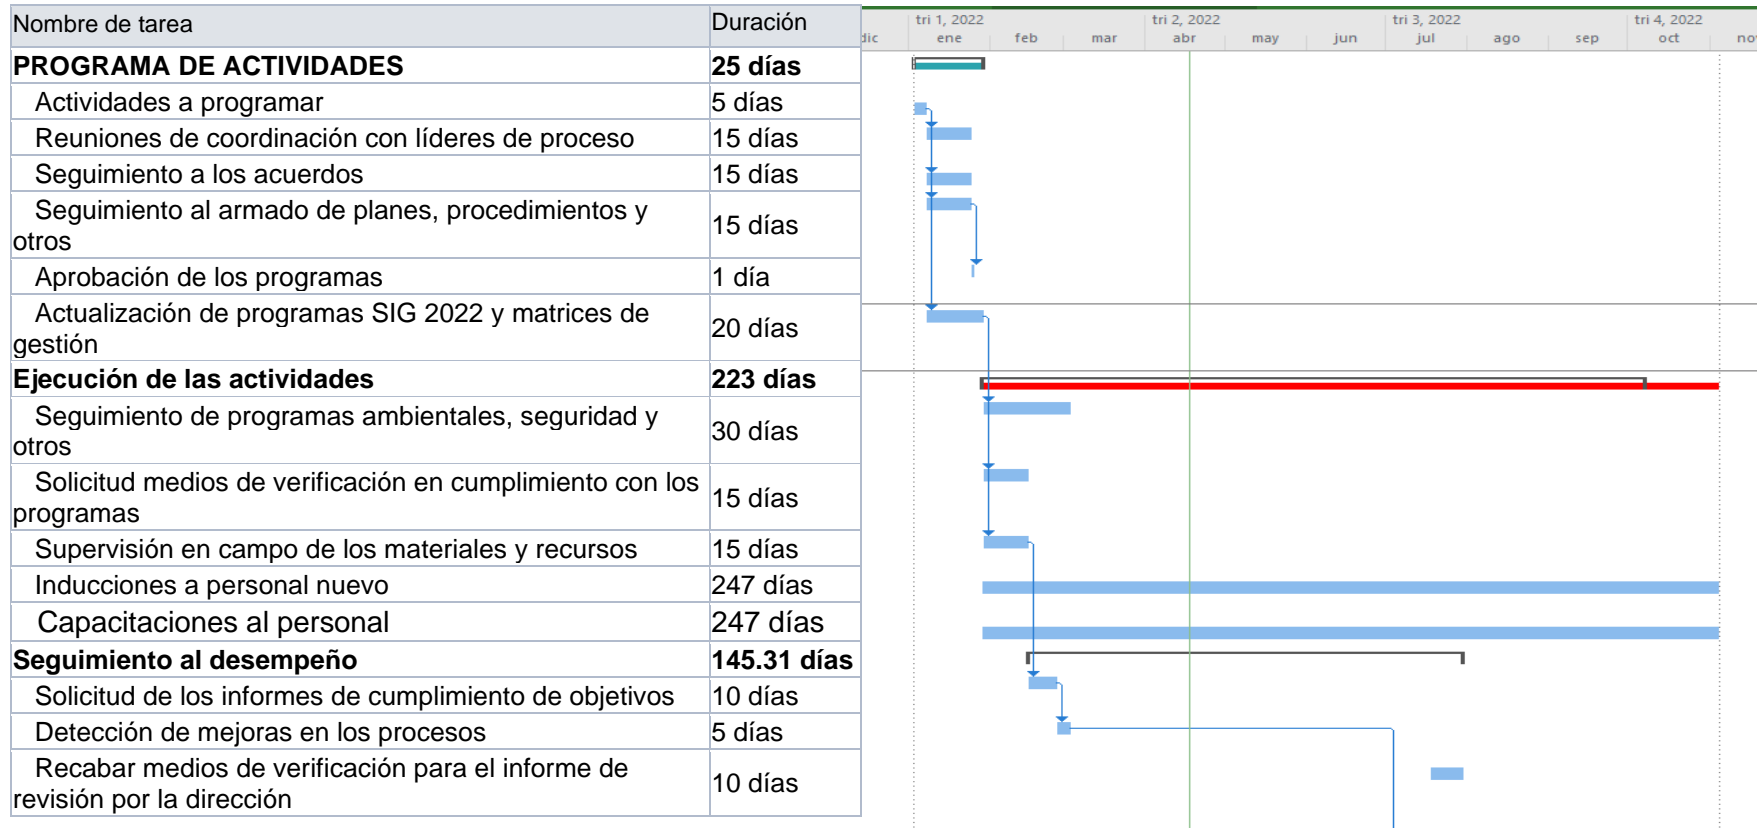 Nombre de tarea Duración
tri 1, 2022 tri 2, 2022 tri 3, 2022 tri 4, 2022
dic ene feb mar abr may jun jul ago sep oct nov
PROGRAMA DE ACTIVIDADES 25 días
Actividades a programar 5 días
Reuniones de coordinación con líderes de proceso 15 días
Seguimiento a los acuerdos 15 días
Seguimiento al armado de planes, procedimientos y
otros 15 días
Aprobación de los programas 1 día
Actualización de programas SIG 2022 y matrices de
gestión 20 días
Ejecución de las actividades 223 días
Seguimiento de programas ambientales, seguridad y
otros 30 días
Solicitud medios de verificación en cumplimiento con los
programas 15 días
Supervisión en campo de los materiales y recursos 15 días
Inducciones a personal nuevo 247 días
Capacitaciones al personal 247 días
Seguimiento al desempeño 145.31 días
Solicitud de los informes de cumplimiento de objetivos 10 días
Detección de mejoras en los procesos 5 días
Recabar medios de verificación para el informe de
revisión por la dirección 10 días